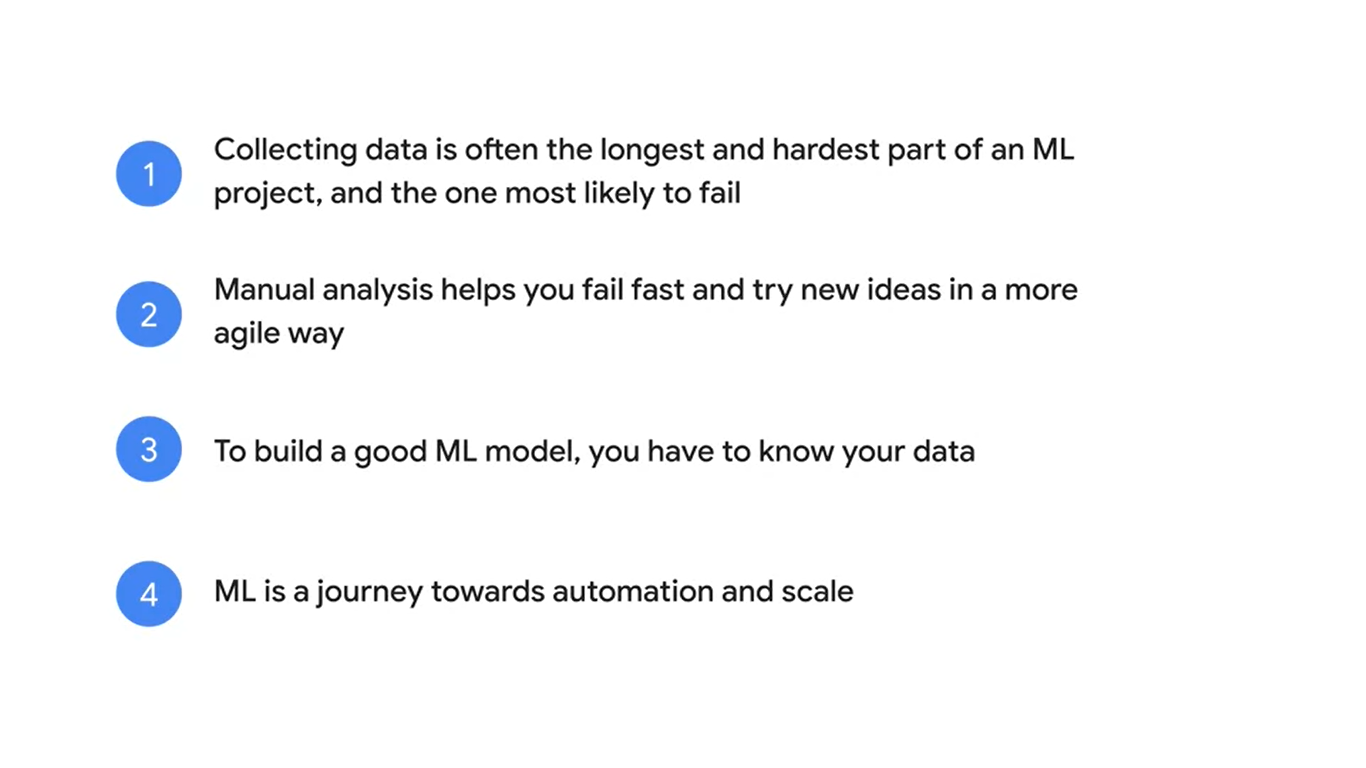 1
Collecting data is often the longest and hardest part of an ML
project, and the one most likely to fail
2
Manual analysis helps you fail fast and try new ideas in a more
agile way
3
To build a good ML model, you have to know your data
4
ML is a journey towards automation and scale